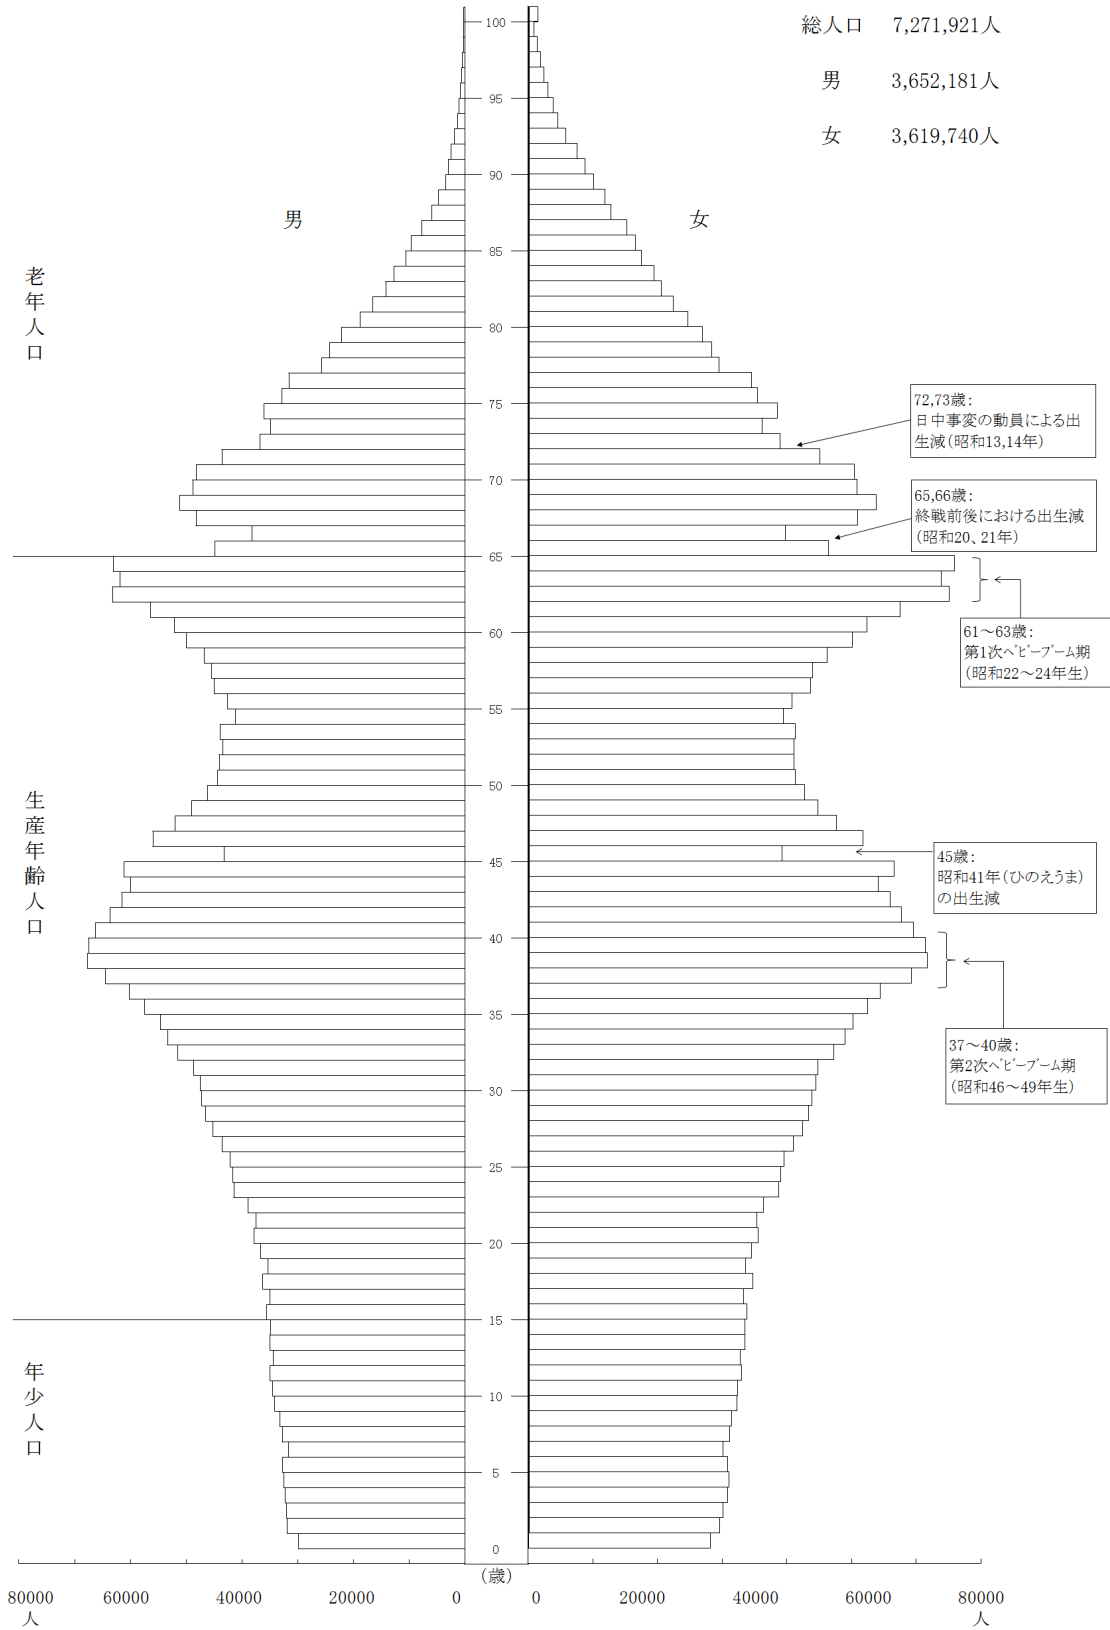 総人口 7,271,921人
男 3,652,181人
女 3,619,740人
男
女
老年人口
生産年齢人口
年少人口
100
95
90
85
80
75
70
65
60
55
50
45
40
35
30
25
20
15
10
5
0
(歳)
72,73歳:
日中事変の動員による出
生減(昭和13,14年)
65,66歳:
終戦前後における出生減
(昭和20、21年)
61～63歳:
第1次ﾍﾞﾋﾞｰﾌﾞｰﾑ期
(昭和22～24年生)
45歳:
昭和41年(ひのえうま)
の出生減
37～40歳:
第2次ﾍﾞﾋﾞｰﾌﾞｰﾑ期
(昭和46～49年生)
80000 60000 40000 20000 0 0 20000 40000 60000 80000
人 人